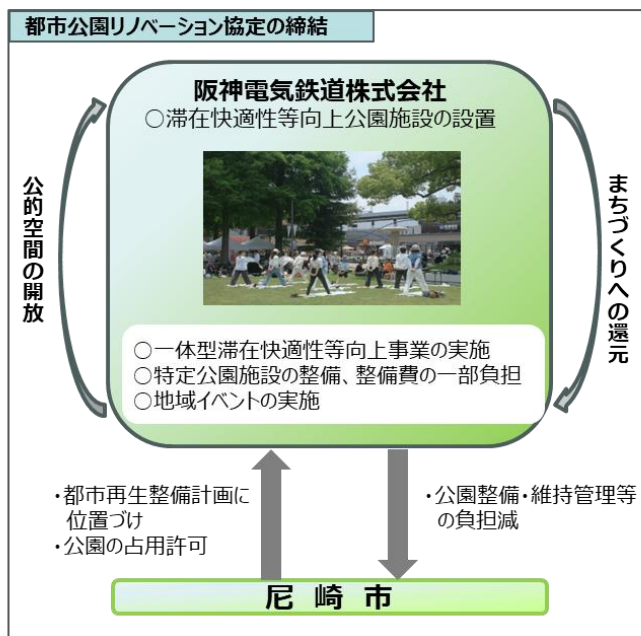 都市公園リノベーション協定の締結
阪神電気鉄道株式会社
○滞在快適性等向上公園施設の設置
公的空間の開放
まちづくりへの還元
○一体型滞在快適性等向上事業の実施
○特定公園施設の整備、整備費の一部負担
○地域イベントの実施
・都市再生整備計画に
位置づけ
・公園の占用許可
・公園整備・維持管理等
の負担減
尼崎市